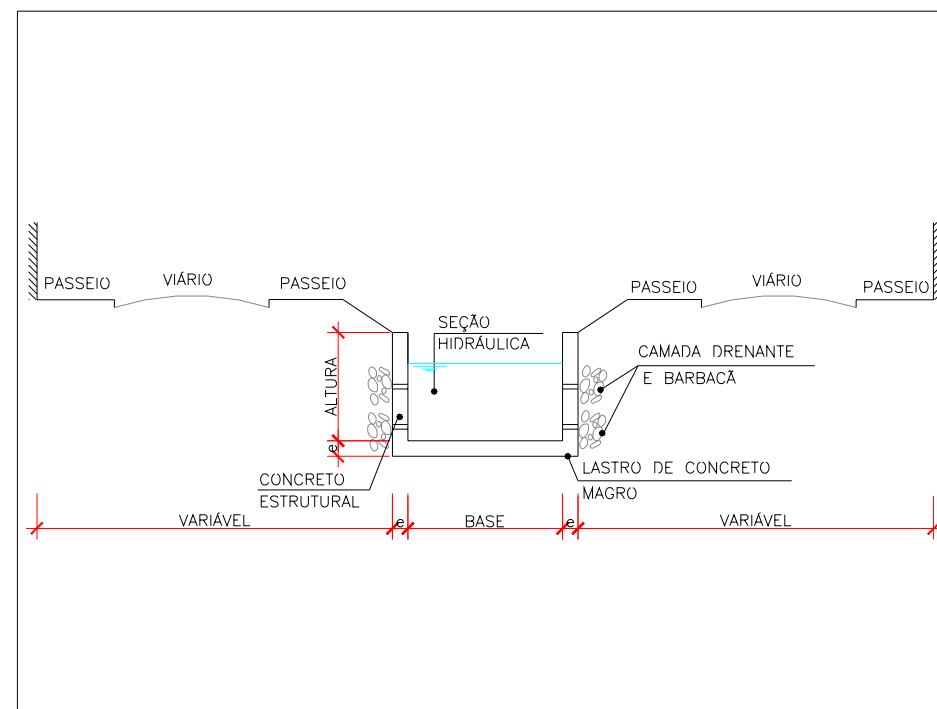 PASSEIO
VIÁRIO
PASSEIO
PASSEIO
VIÁRIO
PASSEIO
SEÇÃO
HIDRÁULICA
CAMADA DRENANTE
E BARBACÃ
ALTURA
e
CONCRETO
ESTRUTURAL
LASTRO DE CONCRETO
MAGRO
VARIÁVEL
e
BASE
e
VARIÁVEL